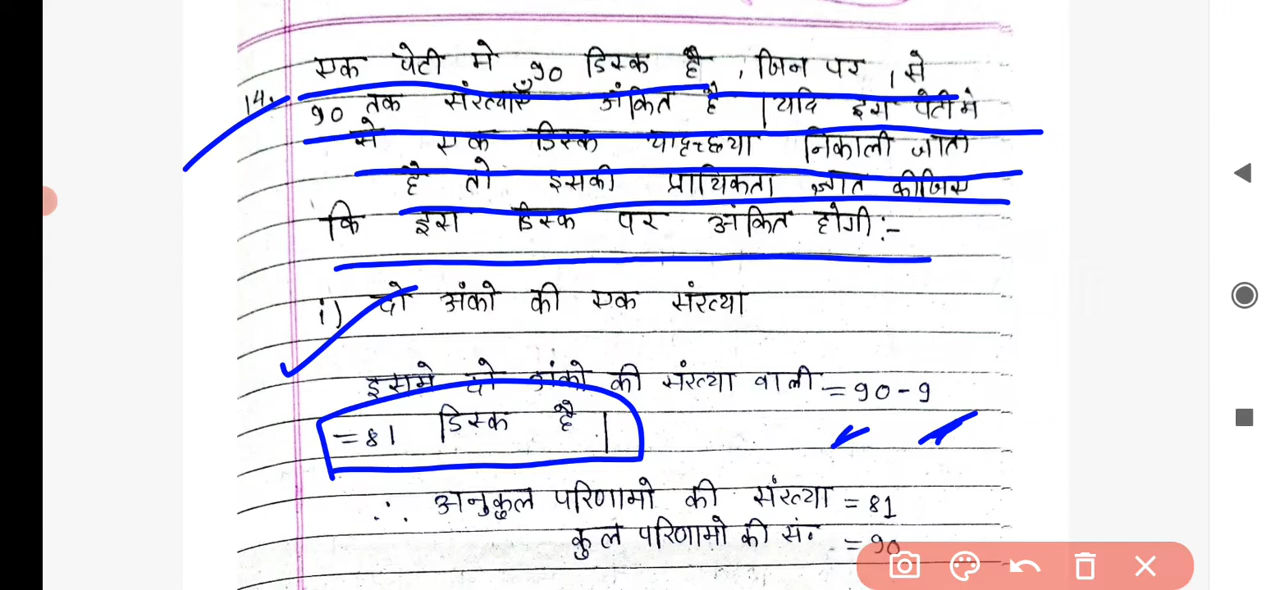 एक पेटी मे 90 डिस्क है, जिन पर 1 से
14. 90 तक संख्याएँ अंकित है | यदि इस पेटी मे
से एक डिस्क यादृच्छया निकाली जाती
है तो इसकी प्रायिकता ज्ञात कीजिए
कि इस डिस्क पर अंकित होगी :-
i) दो अंको की एक संख्या
इसमे दो अंको की संख्या वाली = 90 - 9
= 81 डिस्क है |
∴ अनुकुल परिणामो की संख्या = 81
कुल परिणामो की सं. = 90